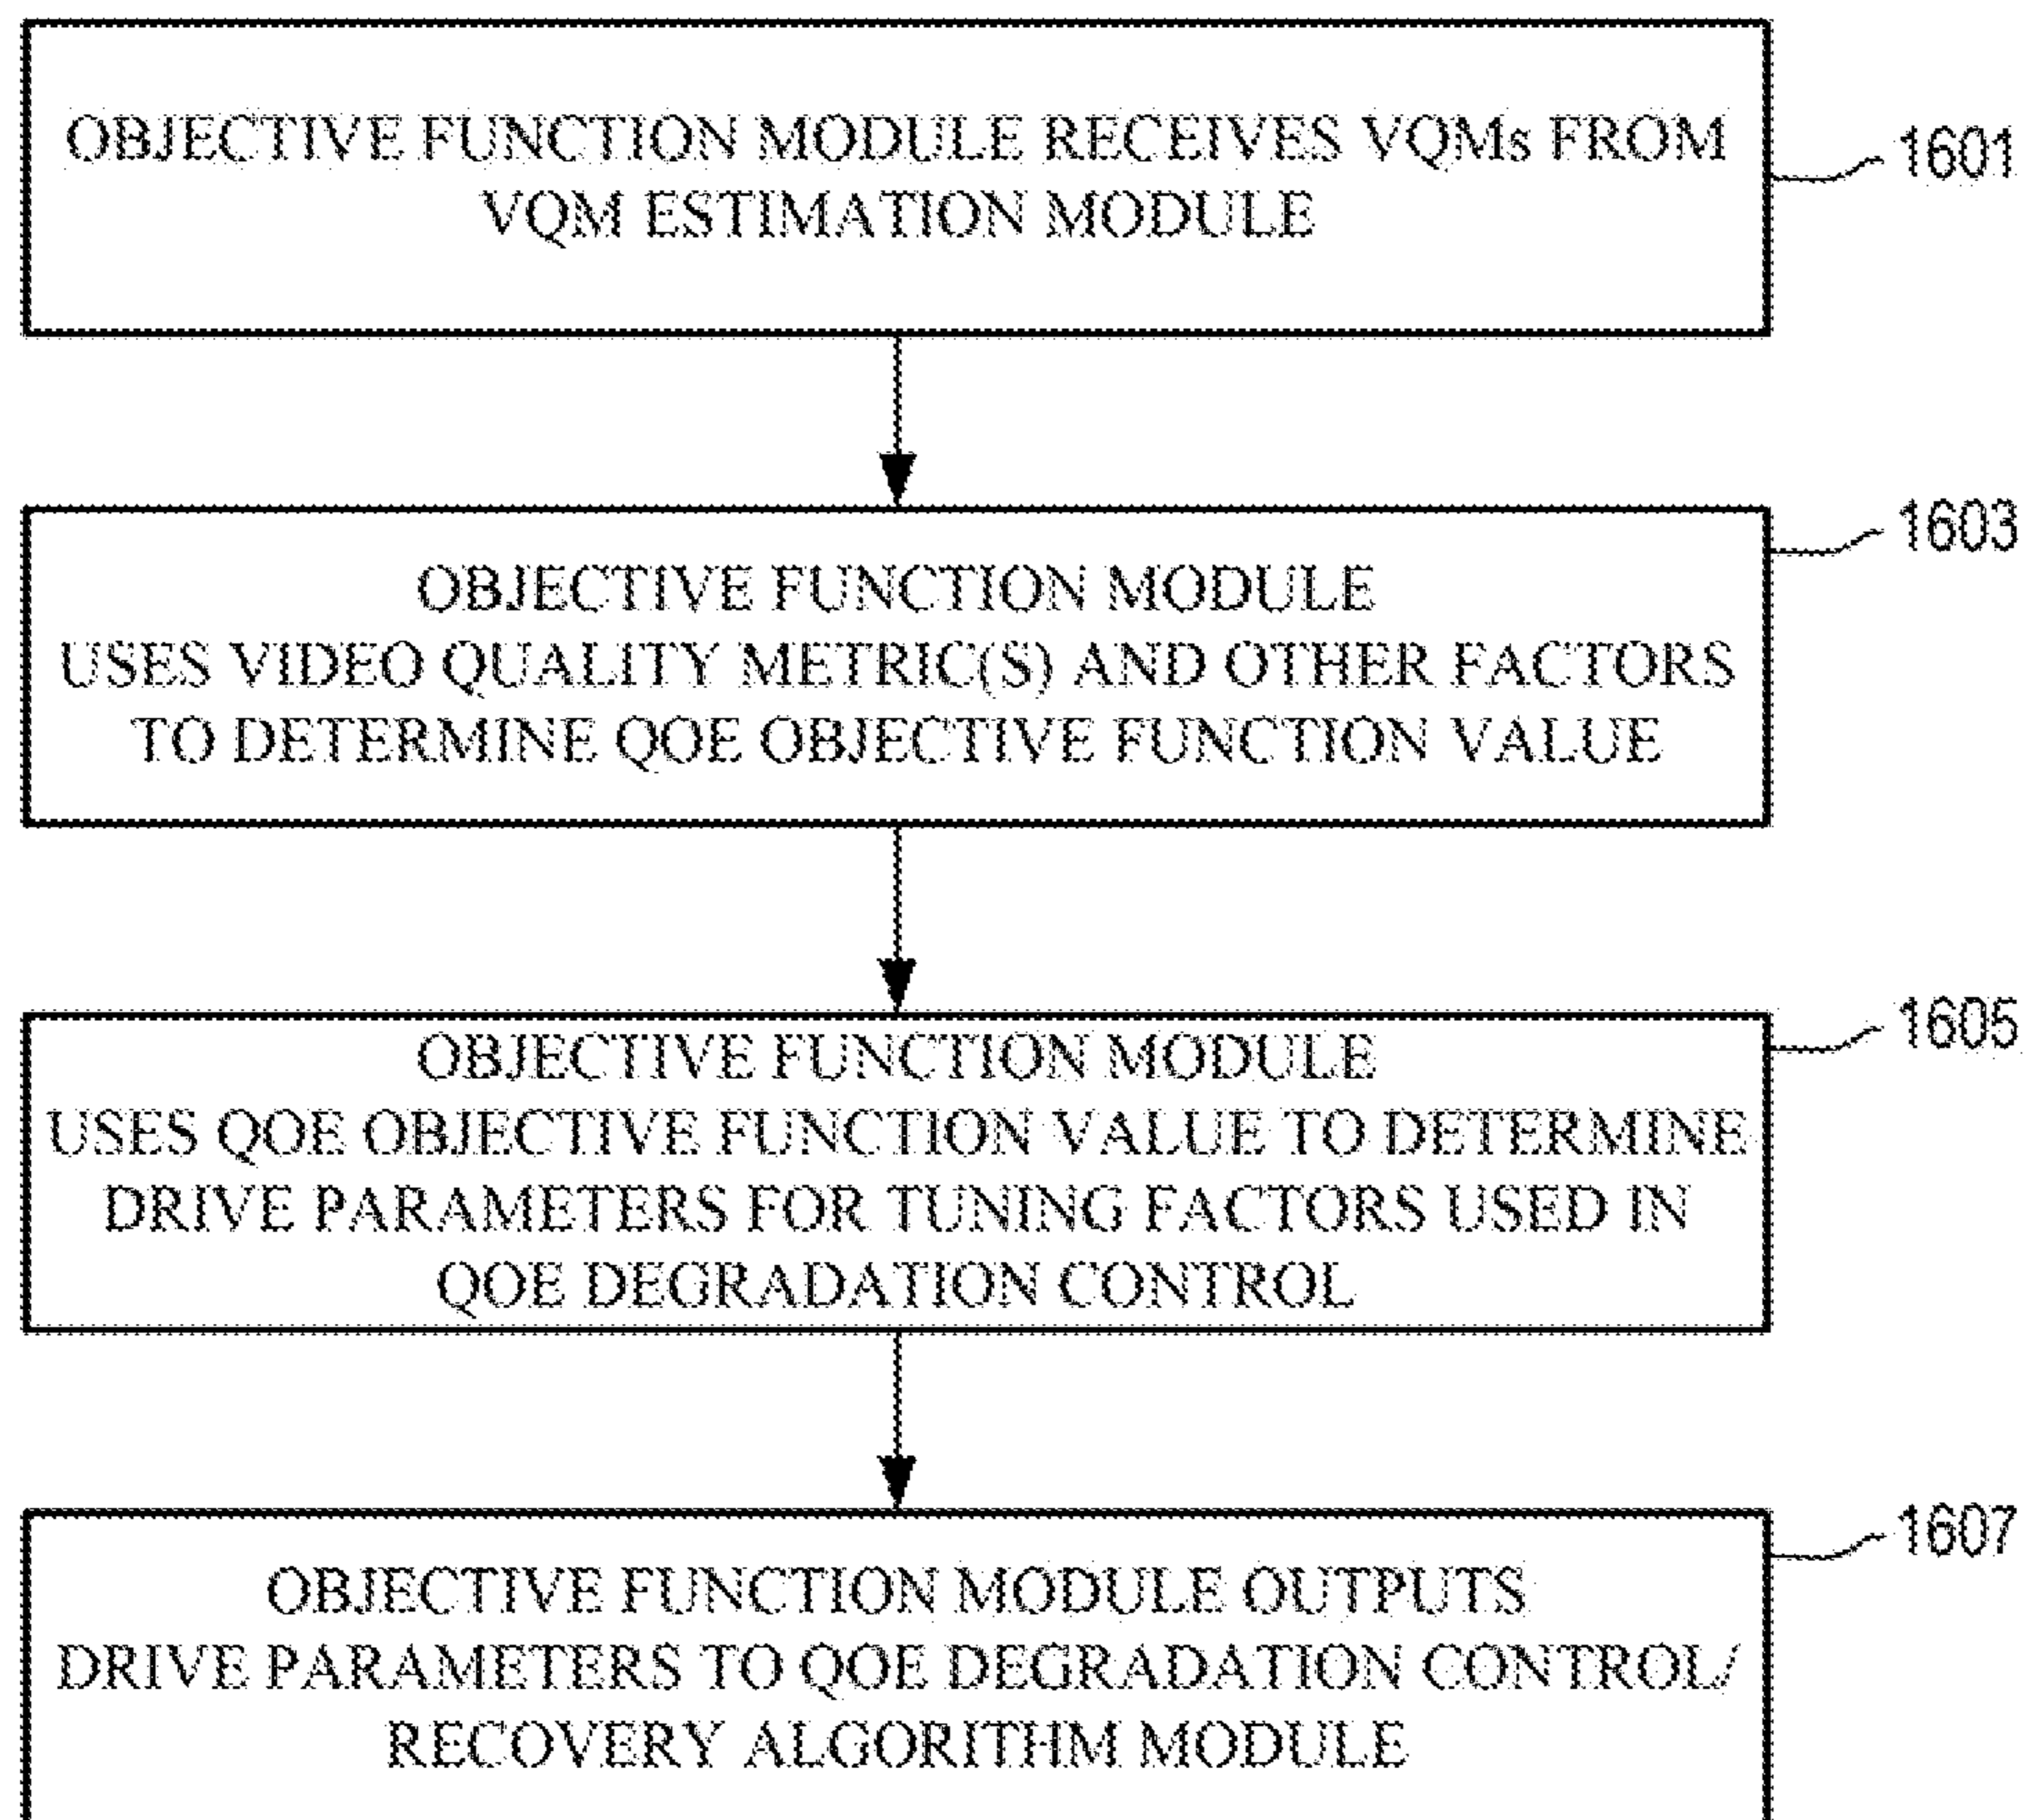 OBJECTIVE FUNCTION MODULE RECEIVES VQMs FROM
VQM ESTIMATION MODULE
1601
1603
OBJECTIVE FUNCTION MODULE
USES VIDEO QUALITY METRIC(S) AND OTHER FACTORS
TO DETERMINE QOE OBJECTIVE FUNCTION VALUE
1605
OBJECTIVE FUNCTION MODULE
USES QOE OBJECTIVE FUNCTION VALUE TO DETERMINE
DRIVE PARAMETERS FOR TUNING FACTORS USED IN
QOE DEGRADATION CONTROL
1607
OBJECTIVE FUNCTION MODULE OUTPUTS
DRIVE PARAMETERS TO QOE DEGRADATION CONTROL/
RECOVERY ALGORITHM MODULE